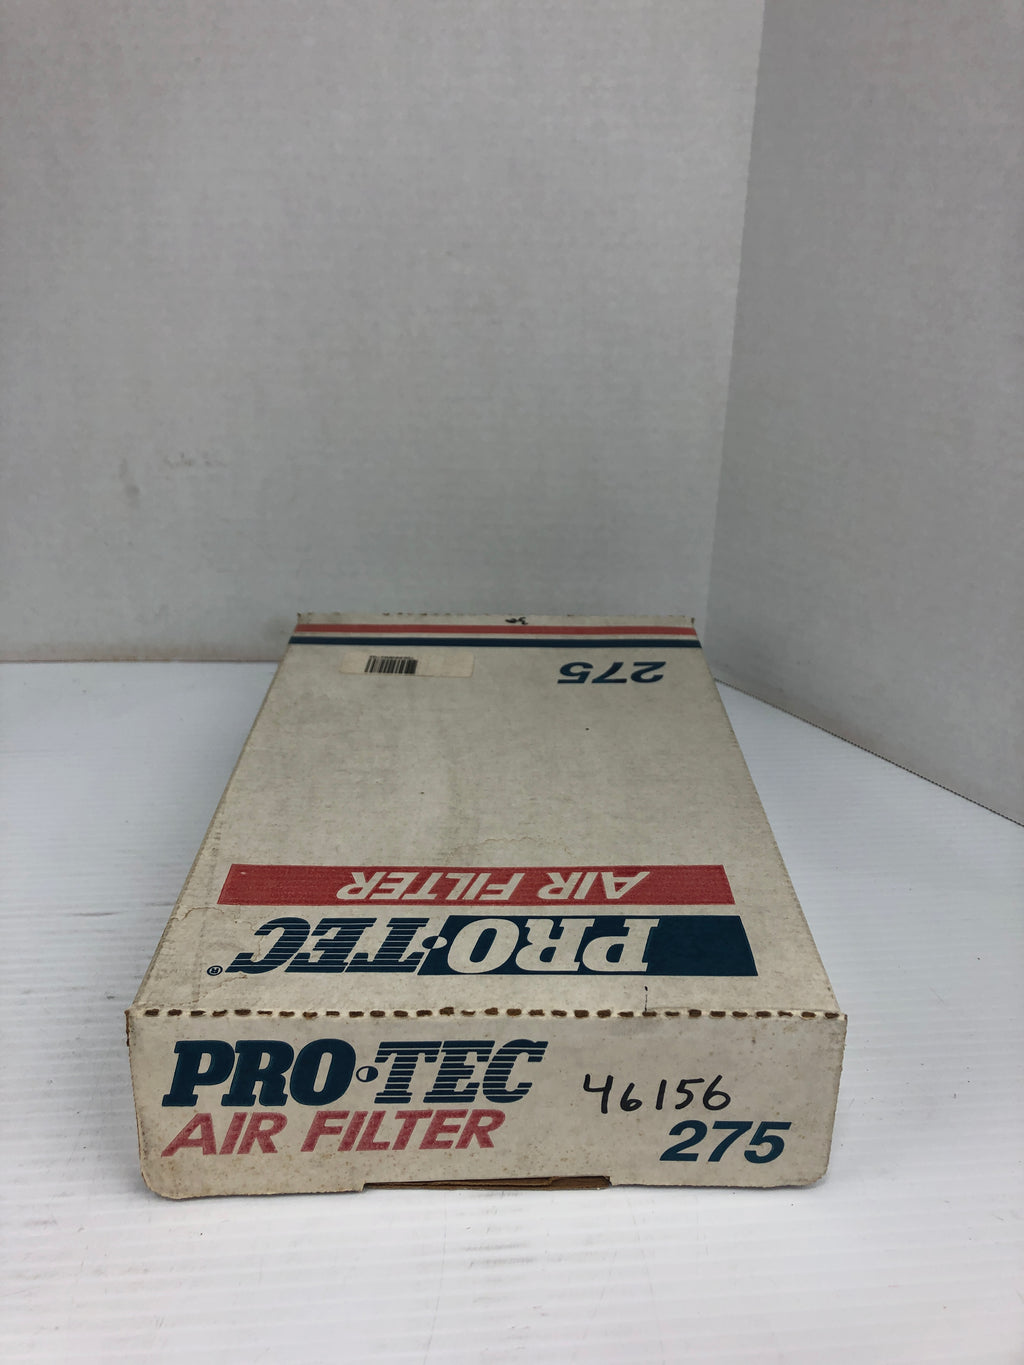 275
AIR FILTER
PRO·TEC®
PRO·TEC
AIR FILTER
46156
275